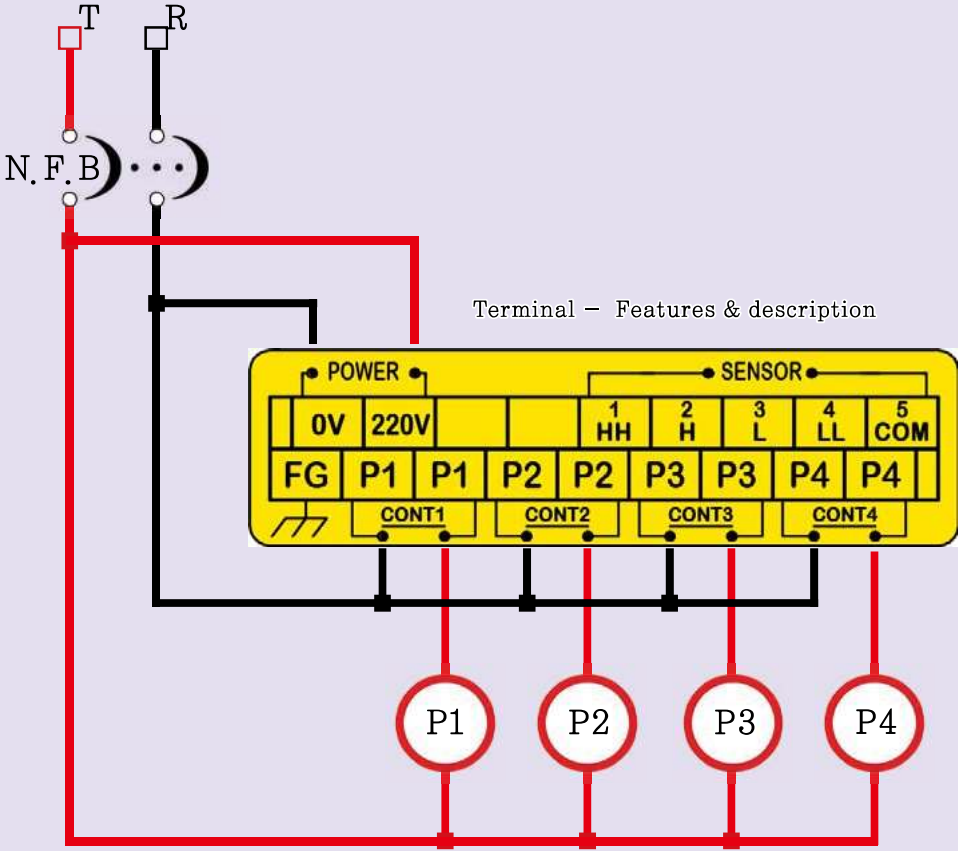 T R
N.F.B
Terminal - Features & description
POWER SENSOR
0V 220V 1 HH 2 H 3 L 4 LL 5 COM
FG P1 P1 P2 P2 P3 P3 P4 P4
CONT1 CONT2 CONT3 CONT4
P1 P2 P3 P4